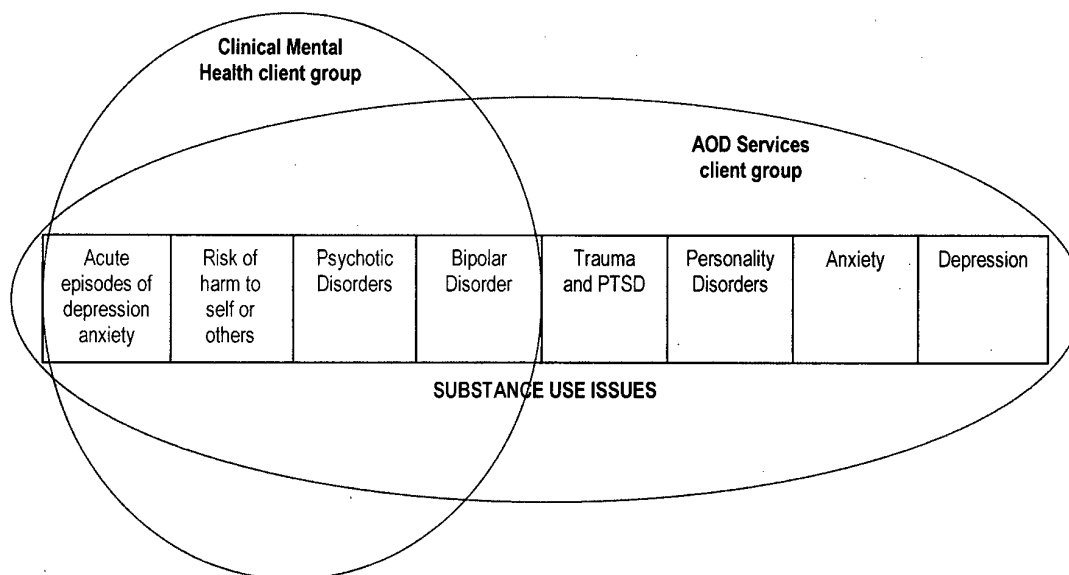 Clinical Mental
Health client group
AOD Services
client group
Acute
episodes of
depression
anxiety
Risk of
harm to
self or
others
Psychotic
Disorders
Bipolar
Disorder
Trauma
and PTSD
Personality
Disorders
Anxiety
Depression
SUBSTANCE USE ISSUES